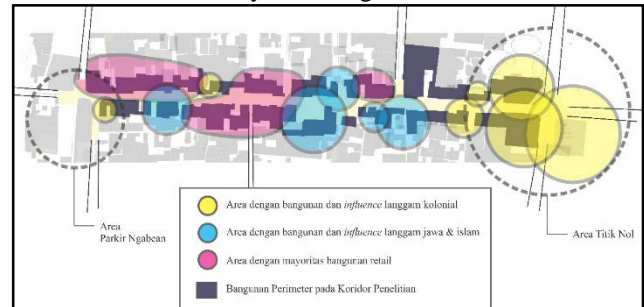 Area
Parkir Ngabean
Area dengan bangunan dan influence langgam kolonial
Area dengan bangunan dan influence langgam jawa & islam
Area dengan mayoritas bangunan retail
Bangunan Perimeter pada Koridor Penelitian
Area Titik Nol